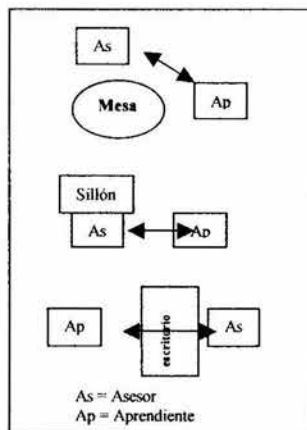 As
Mesa
Ap
Sillón
As
Ap
Ap
escritorio
As
As = Asesor
Ap = Aprendiente